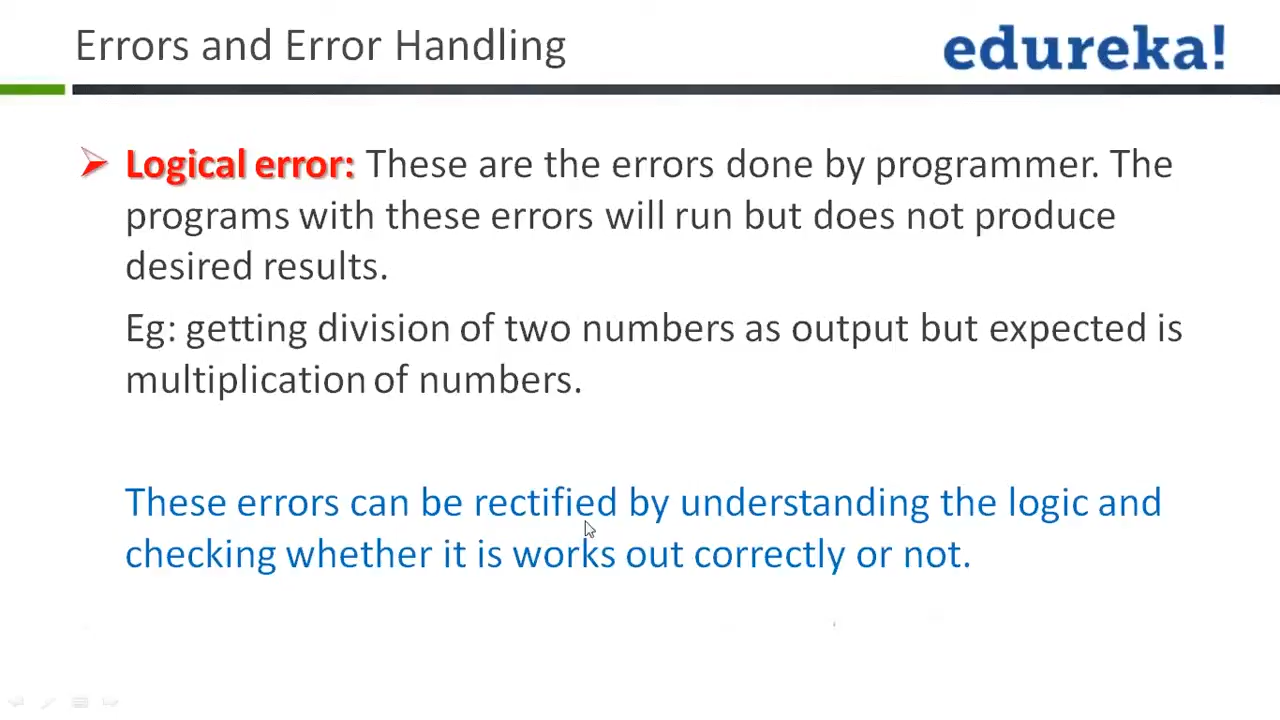 Errors and Error Handling
edureka!
Logical error: These are the errors done by programmer. The
programs with these errors will run but does not produce
desired results.
Eg: getting division of two numbers as output but expected is
multiplication of numbers.
These errors can be rectified by understanding the logic and
checking whether it is works out correctly or not.